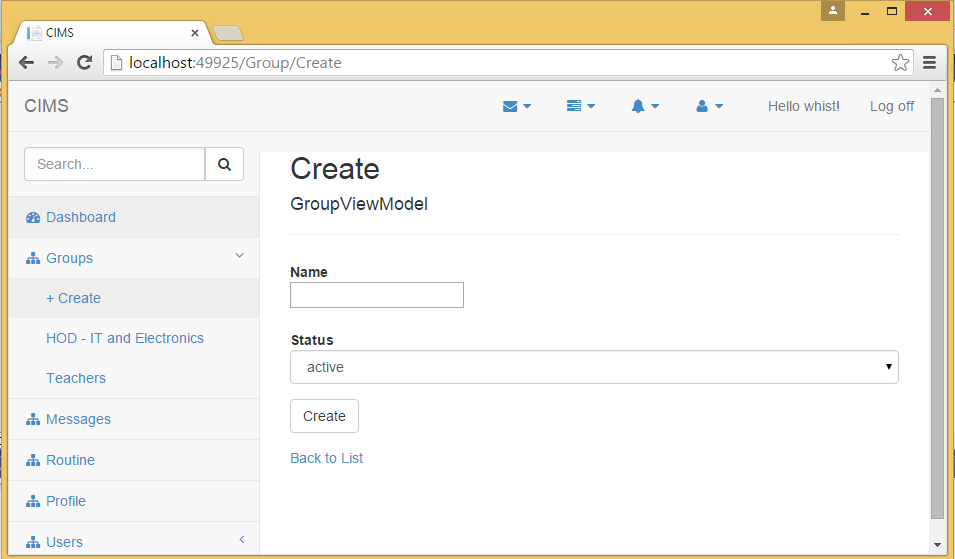 CIMS
localhost:49925/Group/Create
CIMS
Hello whist!
Log off
Search...
Dashboard
Groups
+ Create
HOD - IT and Electronics
Teachers
Messages
Routine
Profile
Users
Create
GroupViewModel
Name
Status
active
Create
Back to List